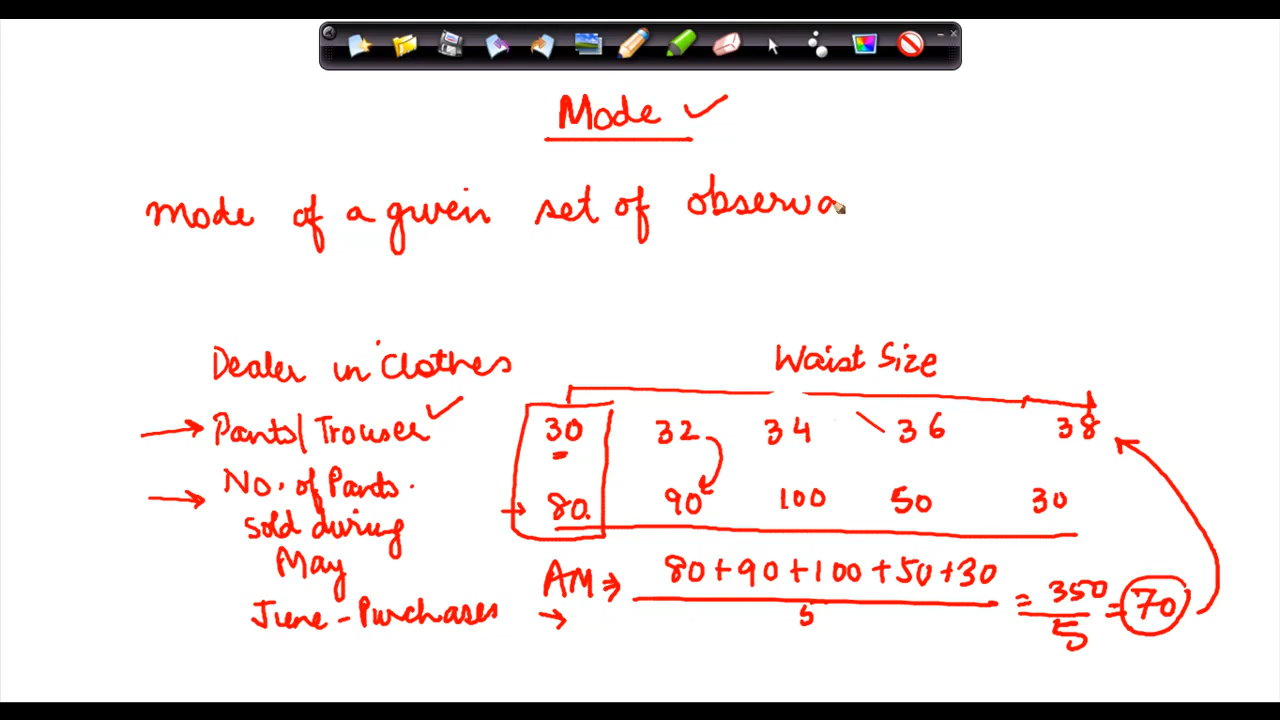 Mode ✓
mode of a given set of observa
Dealer in Clothes
Waist Size
Pants/Trouser ✓
30 32 34 36 38
No. of Pants.
sold during
May
→ 80. 90 100 50 30
AM ⇒ 80+90+100+50+30 / 5 = 350 / 5 = 70
June - Purchases →